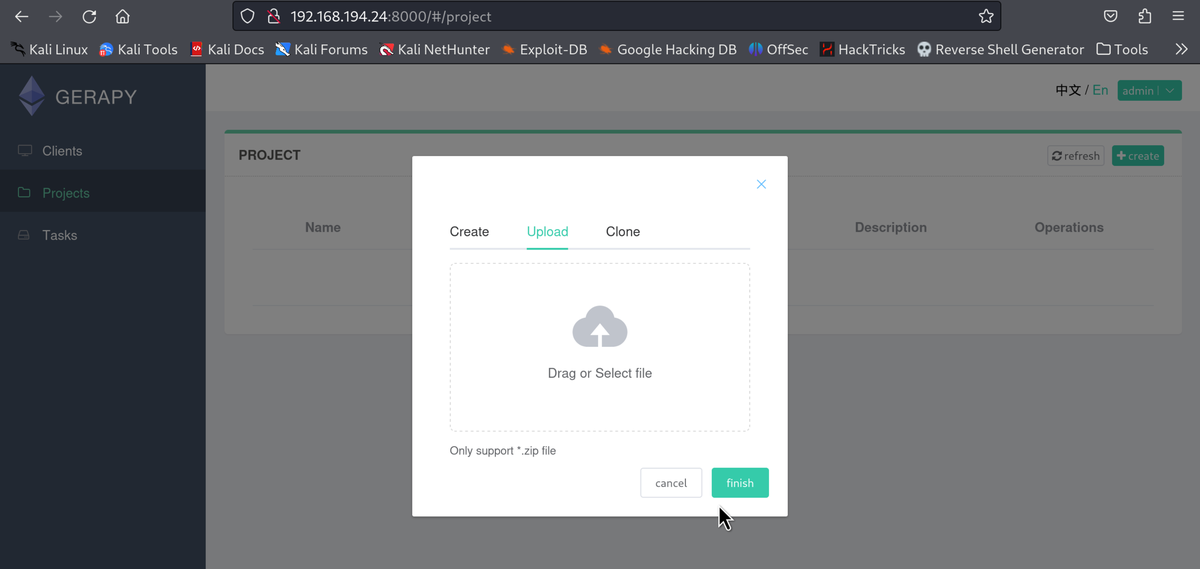 192.168.194.24:8000/#/project
Kali Linux Kali Tools Kali Docs Kali Forums Kali NetHunter Exploit-DB Google Hacking DB OffSec HackTricks Reverse Shell Generator Tools
GERAPY
中文 / En admin |
Clients
Projects
Tasks
PROJECT
refresh
create
Name Description Operations
Create Upload Clone
Drag or Select file
Only support *.zip file
cancel finish